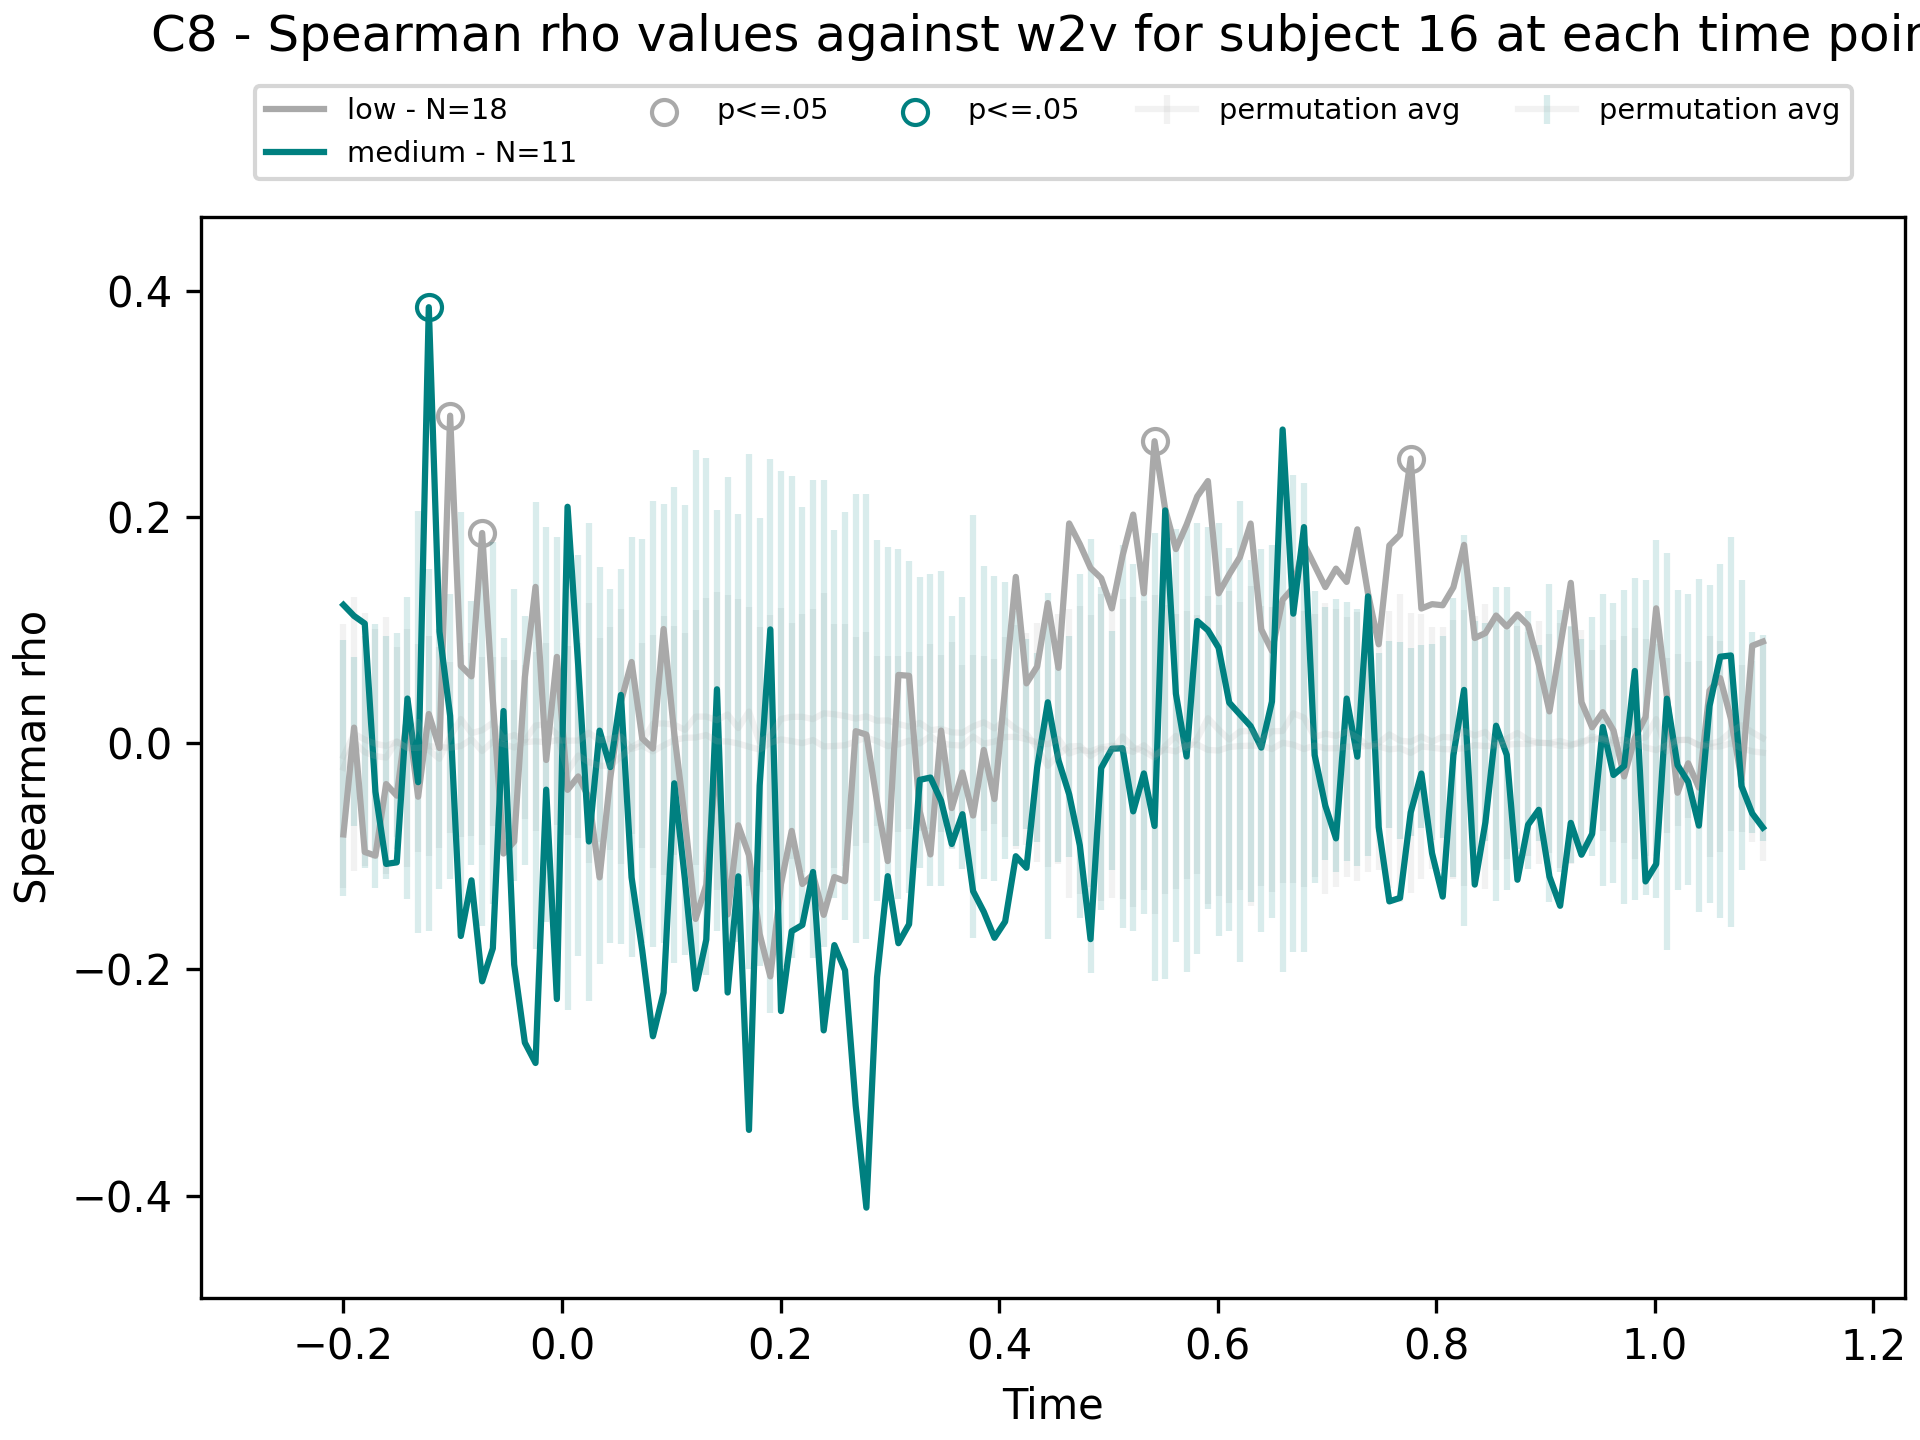 C8 - Spearman rho values against w2v for subject 16 at each time
low - N=18
medium - N=11
p<=.05
p<=.05
permutation avg
permutation avg
Spearman rho
0.4
0.2
0.0
−0.2
−0.4
−0.2 0.0 0.2 0.4 0.6 0.8 1.0 1.2
Time